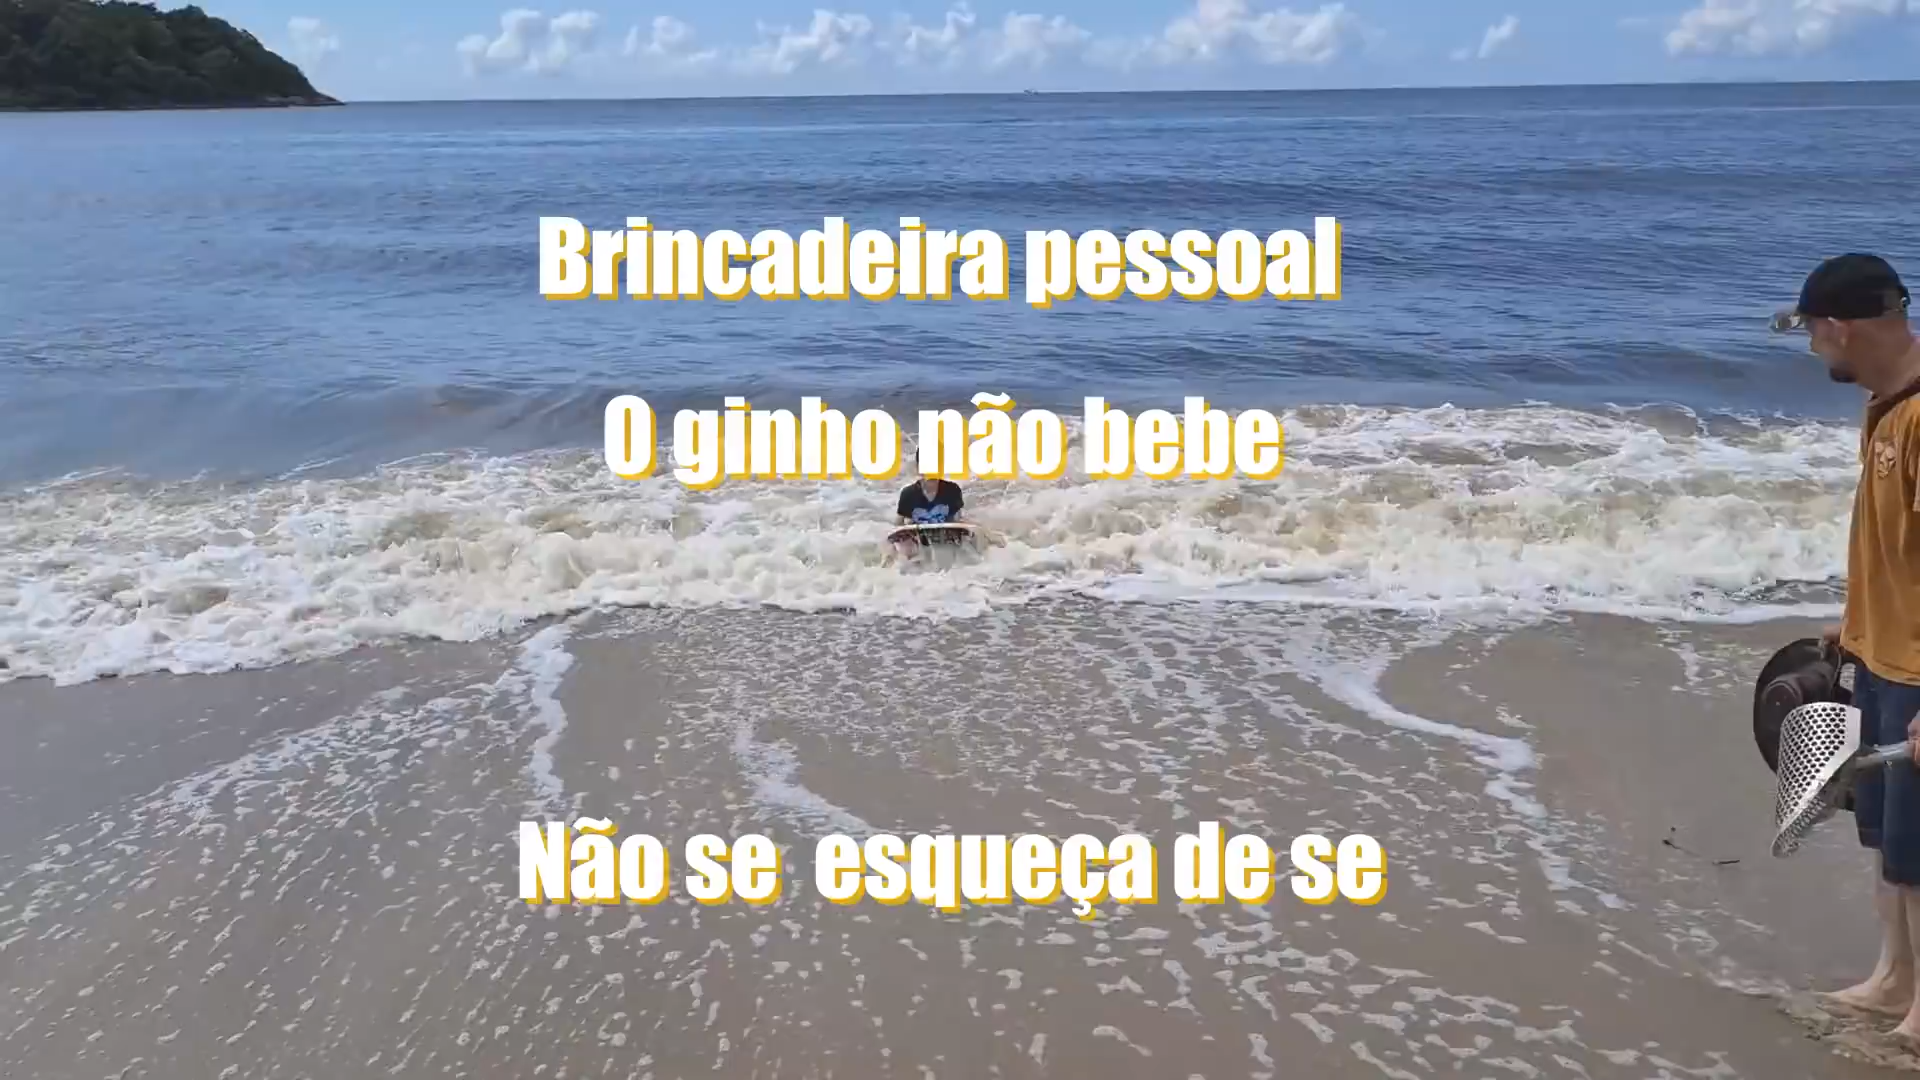 Brincadeira pessoal
O ginho não bebe
Não se esqueça de se